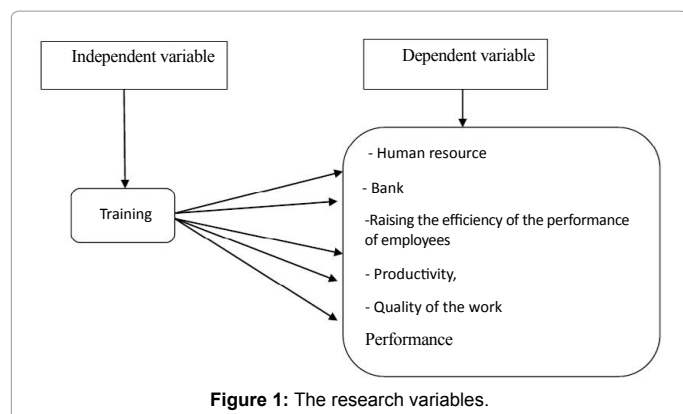 Independent variable
Dependent variable
Training
- Human resource
- Bank
-Raising the efficiency of the performance
of employees
- Productivity,
- Quality of the work
Performance
Figure 1: The research variables.